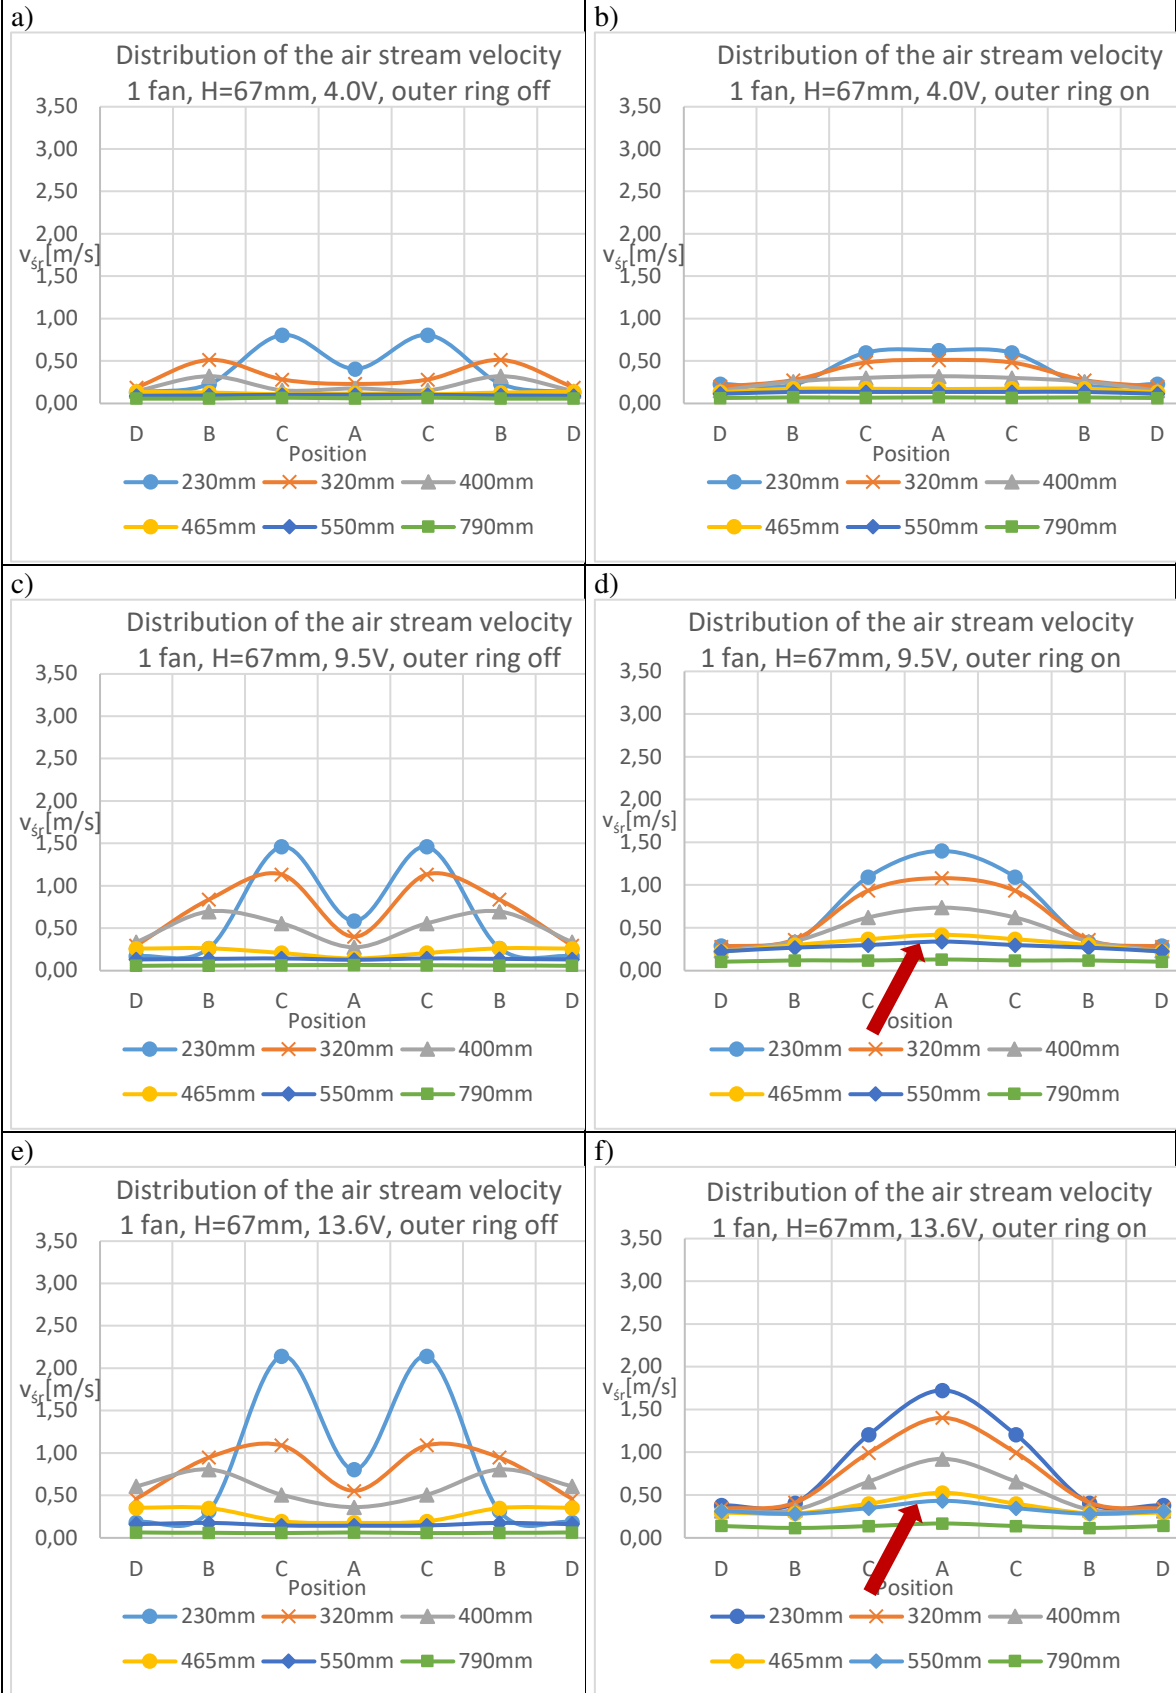 a)
Distribution of the air stream velocity
1 fan, H=67mm, 4.0V, outer ring off
3,50
3,00
2,50
2,00
vśr[m/s]
1,50
1,00
0,50
0,00
D B C A C B D
Position
230mm 320mm 400mm
465mm 550mm 790mm
b)
Distribution of the air stream velocity
1 fan, H=67mm, 4.0V, outer ring on
3,50
3,00
2,50
2,00
vśr[m/s]
1,50
1,00
0,50
0,00
D B C A C B D
Position
230mm 320mm 400mm
465mm 550mm 790mm
c)
Distribution of the air stream velocity
1 fan, H=67mm, 9.5V, outer ring off
3,50
3,00
2,50
2,00
vśr[m/s]
1,50
1,00
0,50
0,00
D B C A C B D
Position
230mm 320mm 400mm
465mm 550mm 790mm
d)
Distribution of the air stream velocity
1 fan, H=67mm, 9.5V, outer ring on
3,50
3,00
2,50
2,00
vśr[m/s]
1,50
1,00
0,50
0,00
D B C A C B D
osition
230mm 320mm 400mm
465mm 550mm 790mm
e)
Distribution of the air stream velocity
1 fan, H=67mm, 13.6V, outer ring off
3,50
3,00
2,50
2,00
vśr[m/s]
1,50
1,00
0,50
0,00
D B C A C B D
Position
230mm 320mm 400mm
465mm 550mm 790mm
f)
Distribution of the air stream velocity
1 fan, H=67mm, 13.6V, outer ring on
3,50
3,00
2,50
2,00
vśr[m/s]
1,50
1,00
0,50
0,00
D B C A C B D
Position
230mm 320mm 400mm
465mm 550mm 790mm